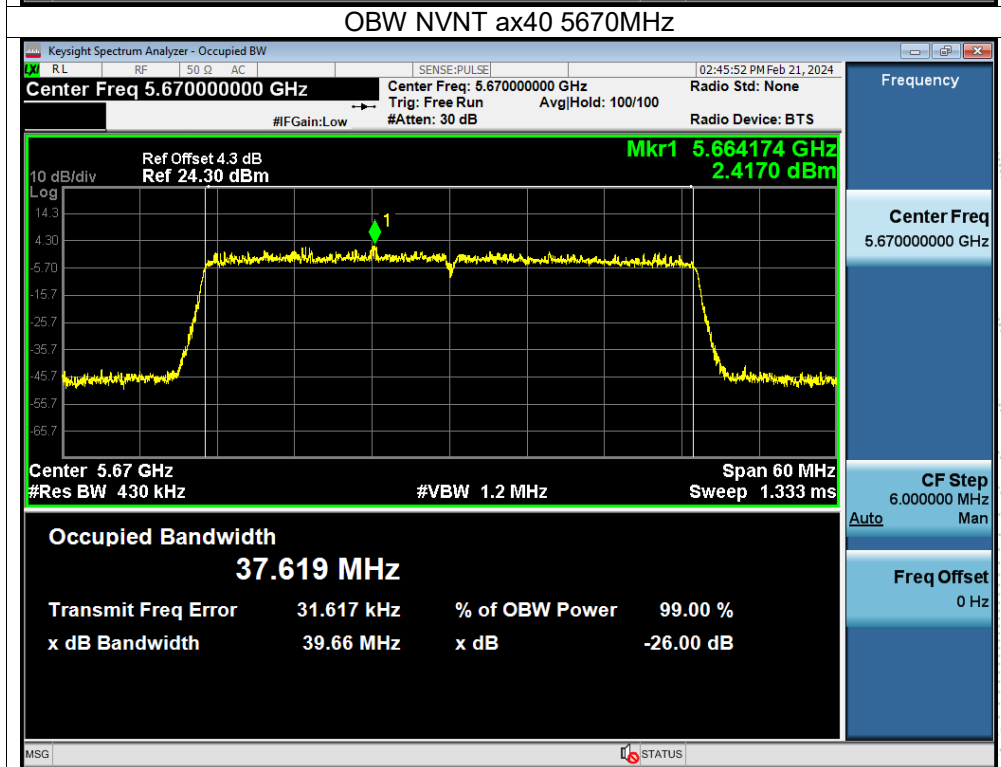 OBW NVNT ax40 5670MHz
Keysight Spectrum Analyzer - Occupied BW
LXI RL RF 50 Ω AC SENSE:PULSE 02:45:52 PM Feb 21, 2024
Center Freq 5.670000000 GHz Center Freq: 5.670000000 GHz Radio Std: None
Trig: Free Run Avg|Hold: 100/100
#IFGain:Low #Atten: 30 dB Radio Device: BTS
Frequency
Mkr1 5.664174 GHz
Ref Offset 4.3 dB
10 dB/div Ref 24.30 dBm 2.4170 dBm
Log
14.3
1
4.30
-5.70
-15.7
-25.7
-35.7
-45.7
-55.7
-65.7
Center 5.67 GHz Span 60 MHz
#Res BW 430 kHz #VBW 1.2 MHz Sweep 1.333 ms
Center Freq
5.670000000 GHz
CF Step
6.000000 MHz
Auto Man
Freq Offset
0 Hz
Occupied Bandwidth
37.619 MHz
Transmit Freq Error 31.617 kHz % of OBW Power 99.00 %
x dB Bandwidth 39.66 MHz x dB -26.00 dB
MSG STATUS